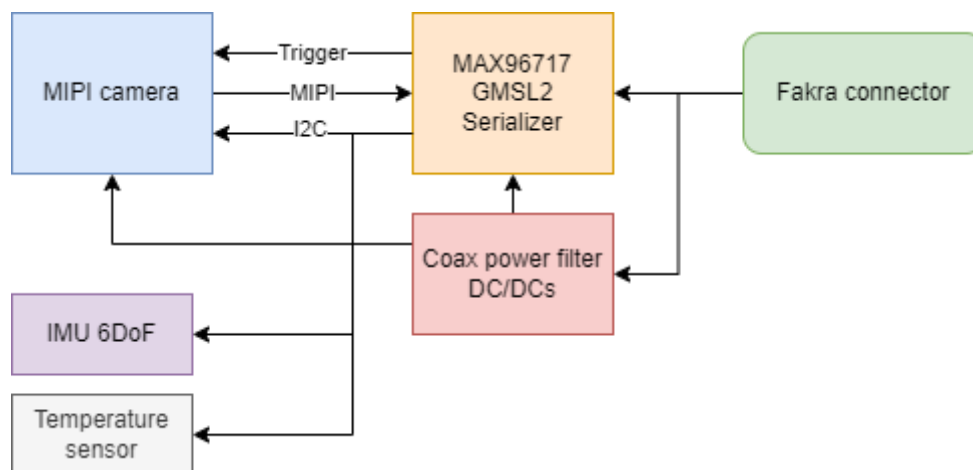 MIPI camera
Trigger
MIPI
I2C
MAX96717
GMSL2
Serializer
Fakra connector
Coax power filter
DC/DCs
IMU 6DoF
Temperature
sensor